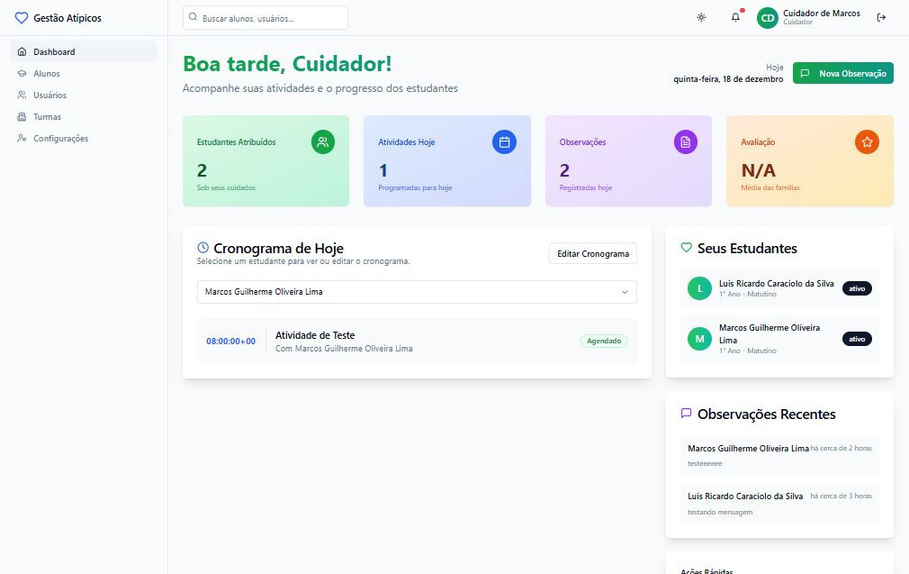 Gestão Atípicos
Buscar alunos, usuários...
CD
Cuidador de Marcos
Cuidador
Dashboard
Alunos
Usuários
Turmas
Configurações
Boa tarde, Cuidador!
Acompanhe suas atividades e o progresso dos estudantes
Hoje
quinta-feira, 18 de dezembro
Nova Observação
Estudantes Atribuídos
2
Sob seus cuidados
Atividades Hoje
1
Programadas para hoje
Observações
2
Registradas hoje
Avaliação
N/A
Média das famílias
Cronograma de Hoje
Selecione um estudante para ver ou editar o cronograma.
Editar Cronograma
Marcos Guilherme Oliveira Lima
08:00:00+00
Atividade de Teste
Com Marcos Guilherme Oliveira Lima
Agendado
Seus Estudantes
L
Luis Ricardo Caraciolo da Silva
1° Ano - Matutino
ativo
M
Marcos Guilherme Oliveira
Lima
1° Ano - Matutino
ativo
Observações Recentes
Marcos Guilherme Oliveira Lima há cerca de 2 horas
testeeeeee
Luis Ricardo Caraciolo da Silva há cerca de 3 horas
testando mensagem
Ações Rápidas